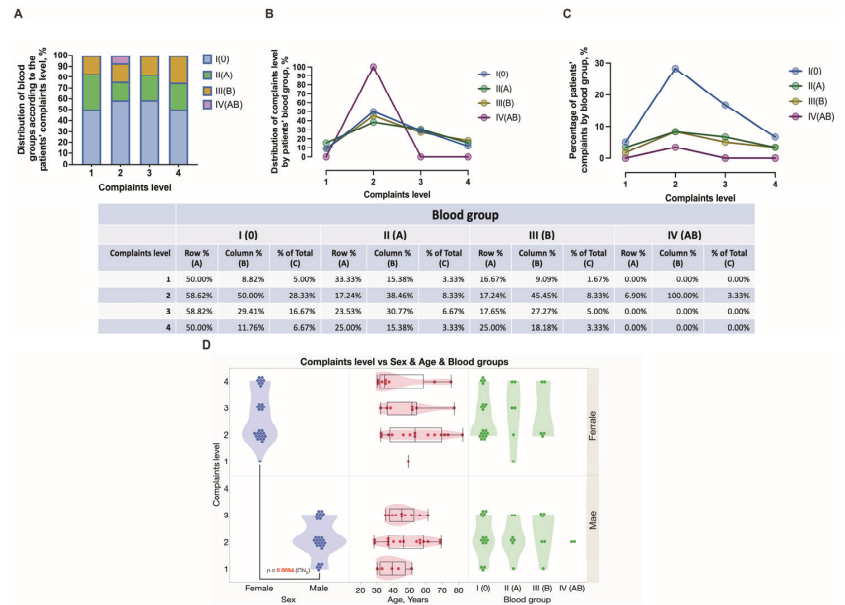 A
B
C
Distribution of blood
groups according to the
patients' complaints level, %
100
90
80
70
60
50
40
30
20
10
0
1 2 3 4
Complaints level
I(0)
II(A)
III(B)
IV(AB)
Dstribution of complaints level
by patients' blood group, %
100
90
80
70
60
50
40
30
20
10
0
1 2 3 4
Complaints level
I(0)
II(A)
III(B)
IV(AB)
Percentage of patients'
complaints by blood group, %
30
20
10
0
1 2 3 4
Complaints level
I(0)
II(A)
III(B)
IV(AB)
Blood group
I (0) II (A) III (B) IV (AB)
Complaints level Row % (A) Column % (B) % of Total (C) Row % (A) Column % (B) % of Total (C) Row % (A) Column % (B) % of Total (C) Row % (A) Column % (B) % of Total (C)
1 50.00% 8.82% 5.00% 33.33% 15.38% 3.33% 16.67% 9.09% 1.67% 0.00% 0.00% 0.00%
2 58.62% 50.00% 28.33% 17.24% 38.46% 8.33% 17.24% 45.45% 8.33% 6.90% 100.00% 3.33%
3 58.82% 29.41% 16.67% 23.53% 30.77% 6.67% 17.65% 27.27% 5.00% 0.00% 0.00% 0.00%
4 50.00% 11.76% 6.67% 25.00% 15.38% 3.33% 25.00% 18.18% 3.33% 0.00% 0.00% 0.00%
D
Complaints level vs Sex & Age & Blood groups
Complaints level
4
3
2
1
Female
4
3
2
1
Mae
p = 0.0094
Female Male
Sex
20 30 40 50 60 70 80
Age, Years
I (0) II (A) III (B) IV (AB)
Blood group